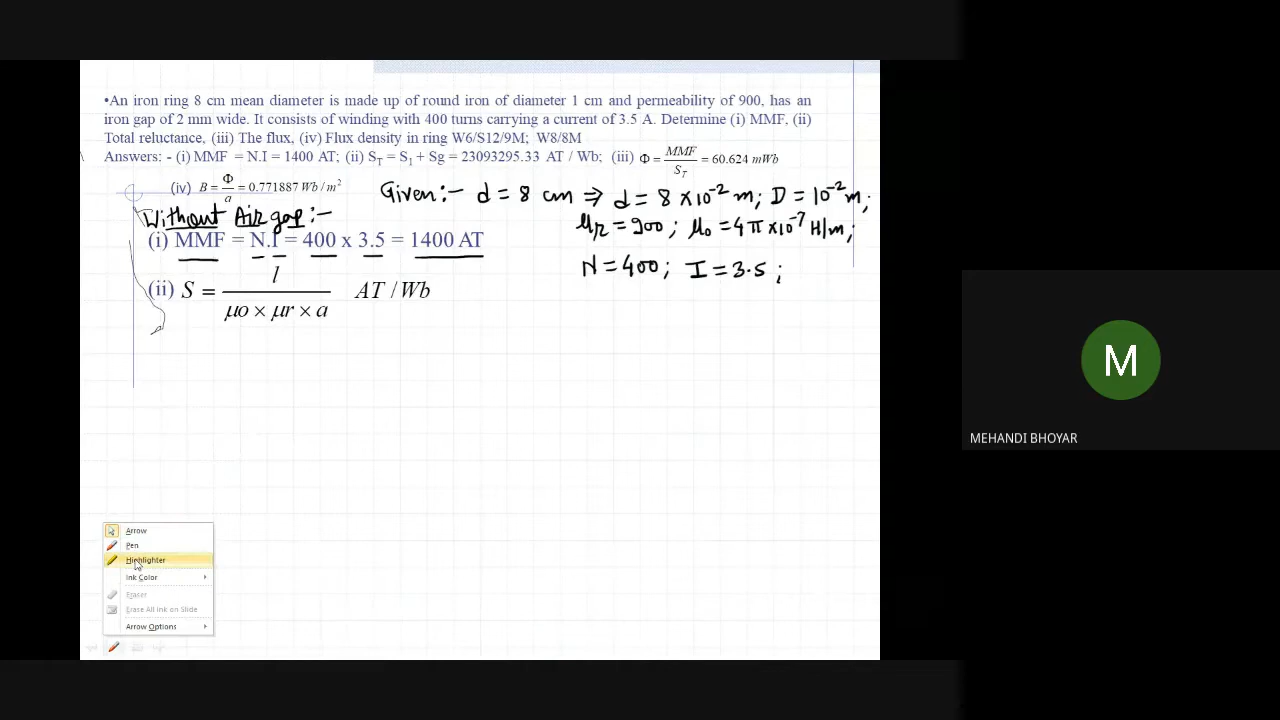 •An iron ring 8 cm mean diameter is made up of round iron of diameter 1 cm and permeability of 900, has an
iron gap of 2 mm wide. It consists of winding with 400 turns carrying a current of 3.5 A. Determine (i) MMF, (ii)
Total reluctance, (iii) The flux, (iv) Flux density in ring W6/S12/9M; W8/8M
Answers: - (i) MMF = N.I = 1400 AT; (ii) S_T = S_I + Sg = 23093295.33 AT / Wb; (iii) Φ = MMF / S_T = 60.624 mWb
(iv) B = Φ / a = 0.771887 Wb / m²
Given:- d = 8 cm ⇒ d = 8 × 10⁻² m; D = 10⁻² m;
Without Air gap:-
μr = 900; μ₀ = 4π × 10⁻⁷ H/m;
(i) MMF = N.I = 400 x 3.5 = 1400 AT
N = 400; I = 3.5;
(ii) S = l / μo × μr × a AT / Wb
M
MEHANDI BHOYAR
Arrow
Pen
Highlighter
Ink Color
Eraser
Erase All Ink on Slide
Arrow Options